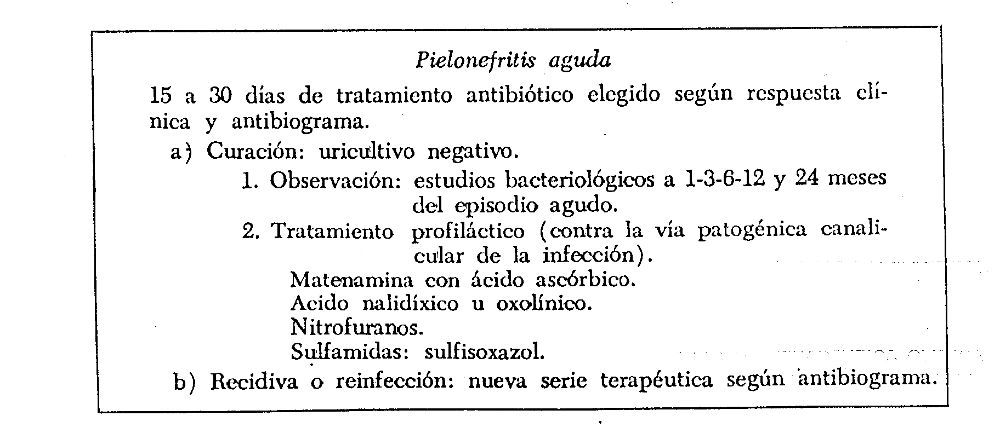 Pielonefritis aguda
15 a 30 días de tratamiento antibiótico elegido según respuesta clí-
nica y antibiograma.
a) Curación: uricultivo negativo.
1. Observación: estudios bacteriológicos a 1-3-6-12 y 24 meses
del episodio agudo.
2. Tratamiento profiláctico (contra la vía patogénica canali-
cular de la infección).
Matenamina con ácido ascórbico.
Acido nalidíxico u oxolínico.
Nitrofuranos.
Sulfamidas: sulfisoxazol.
b) Recidiva o reinfección: nueva serie terapéutica según antibiograma.